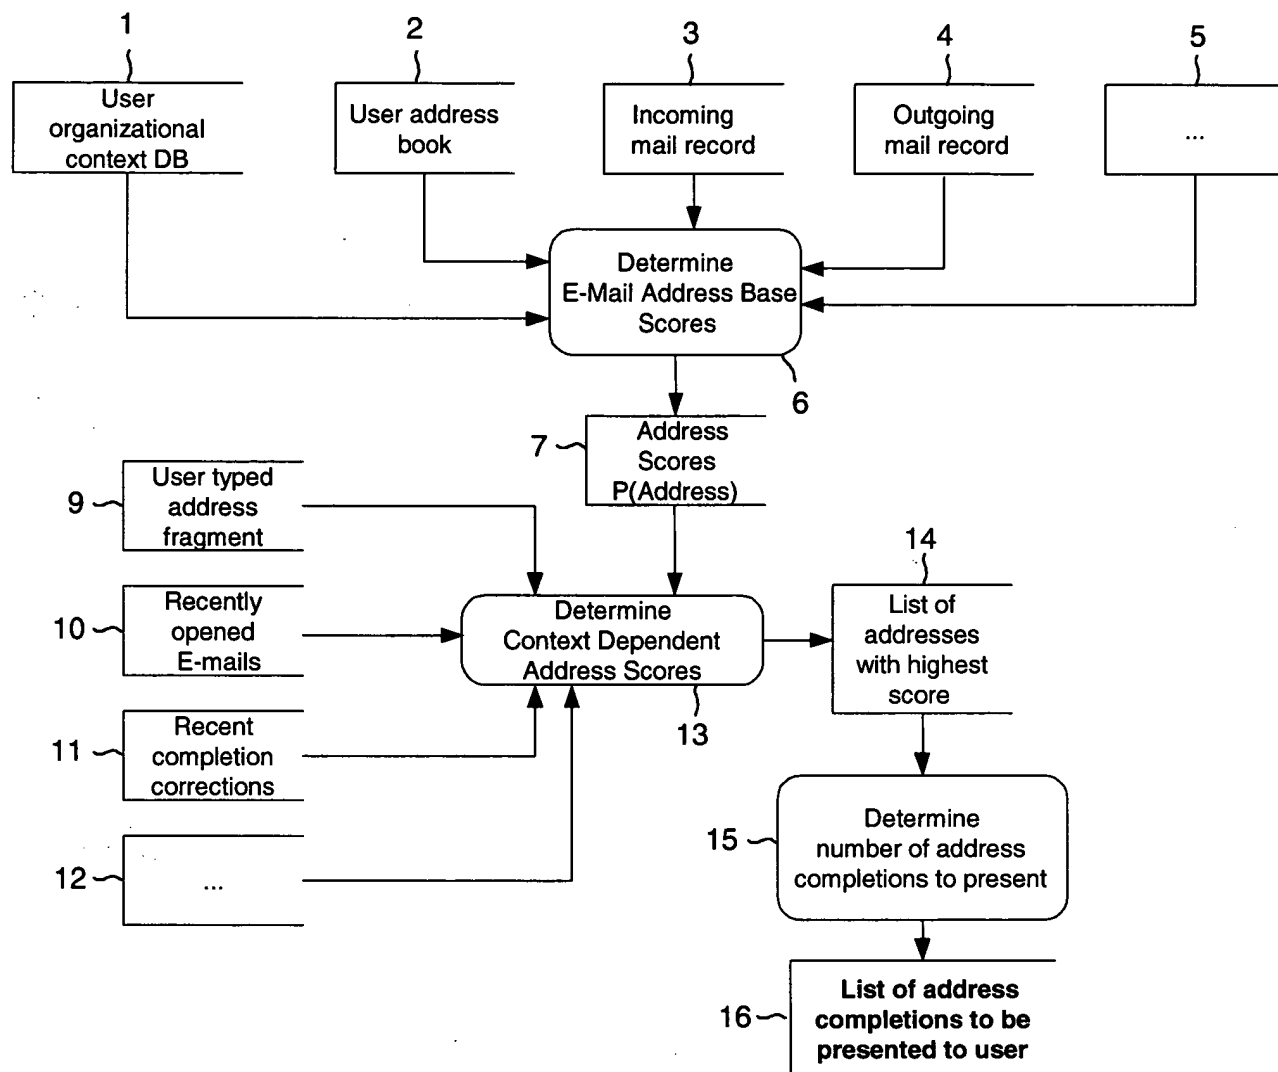 1
2
3
4
5
User
organizational
context DB
User address
book
Incoming
mail record
Outgoing
mail record
...
Determine
E-Mail Address Base
Scores
6
7
Address
Scores
P(Address)
9
User typed
address
fragment
10
Recently
opened
E-mails
11
Recent
completion
corrections
12
...
Determine
Context Dependent
Address Scores
13
14
List of
addresses
with highest
score
15
Determine
number of address
completions to present
16
List of address
completions to be
presented to user